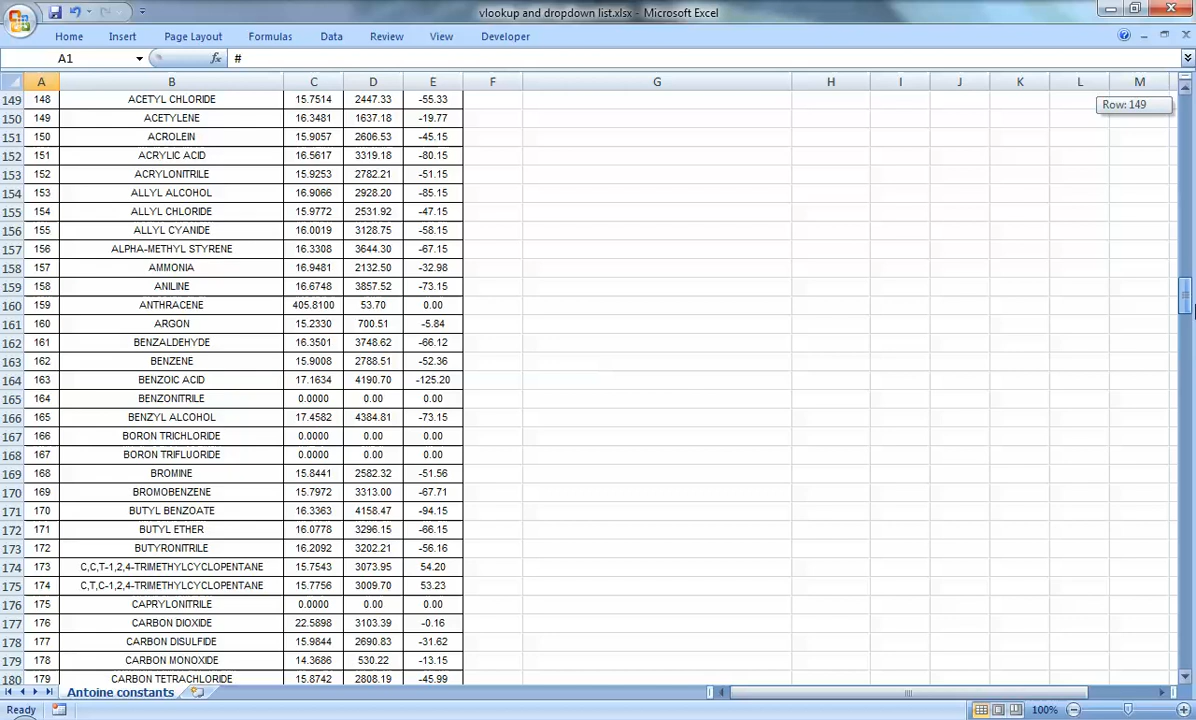 vlookup and dropdown list.xlsx - Microsoft Excel
Home Insert Page Layout Formulas Data Review View Developer
A1 fx #
A B C D E F G H I J K L M
149 148 ACETYL CHLORIDE 15.7514 2447.33 -55.33
Row: 149
150 149 ACETYLENE 16.3481 1637.18 -19.77
151 150 ACROLEIN 15.9057 2606.53 -45.15
152 151 ACRYLIC ACID 16.5617 3319.18 -80.15
153 152 ACRYLONITRILE 15.9253 2782.21 -51.15
154 153 ALLYL ALCOHOL 16.9066 2928.20 -85.15
155 154 ALLYL CHLORIDE 15.9772 2531.92 -47.15
156 155 ALLYL CYANIDE 16.0019 3128.75 -58.15
157 156 ALPHA-METHYL STYRENE 16.3308 3644.30 -67.15
158 157 AMMONIA 16.9481 2132.50 -32.98
159 158 ANILINE 16.6748 3857.52 -73.15
160 159 ANTHRACENE 405.8100 53.70 0.00
161 160 ARGON 15.2330 700.51 -5.84
162 161 BENZALDEHYDE 16.3501 3748.62 -66.12
163 162 BENZENE 15.9008 2788.51 -52.36
164 163 BENZOIC ACID 17.1634 4190.70 -125.20
165 164 BENZONITRILE 0.0000 0.00 0.00
166 165 BENZYL ALCOHOL 17.4582 4384.81 -73.15
167 166 BORON TRICHLORIDE 0.0000 0.00 0.00
168 167 BORON TRIFLUORIDE 0.0000 0.00 0.00
169 168 BROMINE 15.8441 2582.32 -51.56
170 169 BROMOBENZENE 15.7972 3313.00 -67.71
171 170 BUTYL BENZOATE 16.3363 4158.47 -94.15
172 171 BUTYL ETHER 16.0778 3296.15 -66.15
173 172 BUTYRONITRILE 16.2092 3202.21 -56.16
174 173 C,C,T-1,2,4-TRIMETHYLCYCLOPENTANE 15.7543 3073.95 54.20
175 174 C,T,C-1,2,4-TRIMETHYLCYCLOPENTANE 15.7756 3009.70 53.23
176 175 CAPRYLONITRILE 0.0000 0.00 0.00
177 176 CARBON DIOXIDE 22.5898 3103.39 -0.16
178 177 CARBON DISULFIDE 15.9844 2690.83 -31.62
179 178 CARBON MONOXIDE 14.3686 530.22 -13.15
180 179 CARBON TETRACHLORIDE 15.8742 2808.19 -45.99
Antoine constants
Ready 100%